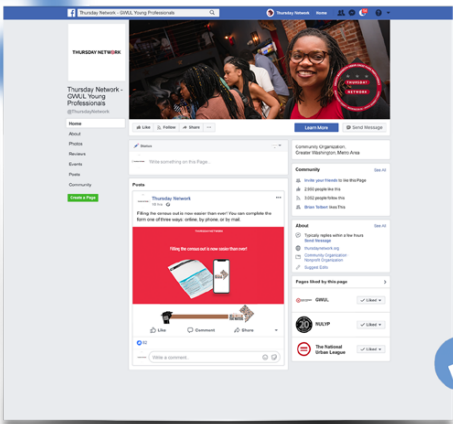 Thursday Network - GWUL Young Professionals
Thursday Network Home
THURSDAY NETWORK
THURSDAY
NETWORK
Thursday Network -
GWUL Young
Professionals
@ThursdayNetwork
Home
About
Photos
Reviews
Events
Posts
Community
Create a Page
Like Follow Share
Learn More
Send Message
Status
Write something on this Page...
Posts
Thursday Network
Filling the census out is now easier than ever! You can complete the
form one of three ways: online, by phone, or by mail.
Filling the census out is now easier than ever!
Like Comment Share
Write a comment...
Community Organization,
Greater Washington, Metro Area
Community See All
Invite your friends to like this Page
people like this
people follow this
likes This
About See All
Typically replies within a few hours
Send Message
thursdaynetwork.org
Community Organization
Nonprofit Organization
Suggest Edits
Pages liked by this page
GWUL Liked
20
NULYP Liked
The National
Urban League
Liked